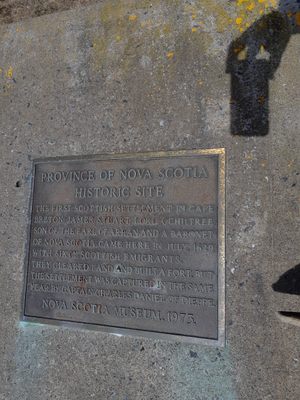 PROVINCE OF NOVA SCOTIA
HISTORIC SITE
THE FIRST SCOTTISH SETTLEMENT IN CAPE
BRETON. JAMES STUART, LORD OCHILTREE
SON OF THE EARL OF ARRAN AND A BARONET
OF NOVA SCOTIA CAME HERE IN JULY 1629
WITH SIXTY SCOTTISH EMIGRANTS.
THEY CLEARED LAND AND BUILT A FORT, BUT
THE SETTLEMENT WAS CAPTURED IN THE SAME
YEAR BY CAPTAIN CHARLES DANIEL OF DIEPPE.
NOVA SCOTIA MUSEUM, 1975.